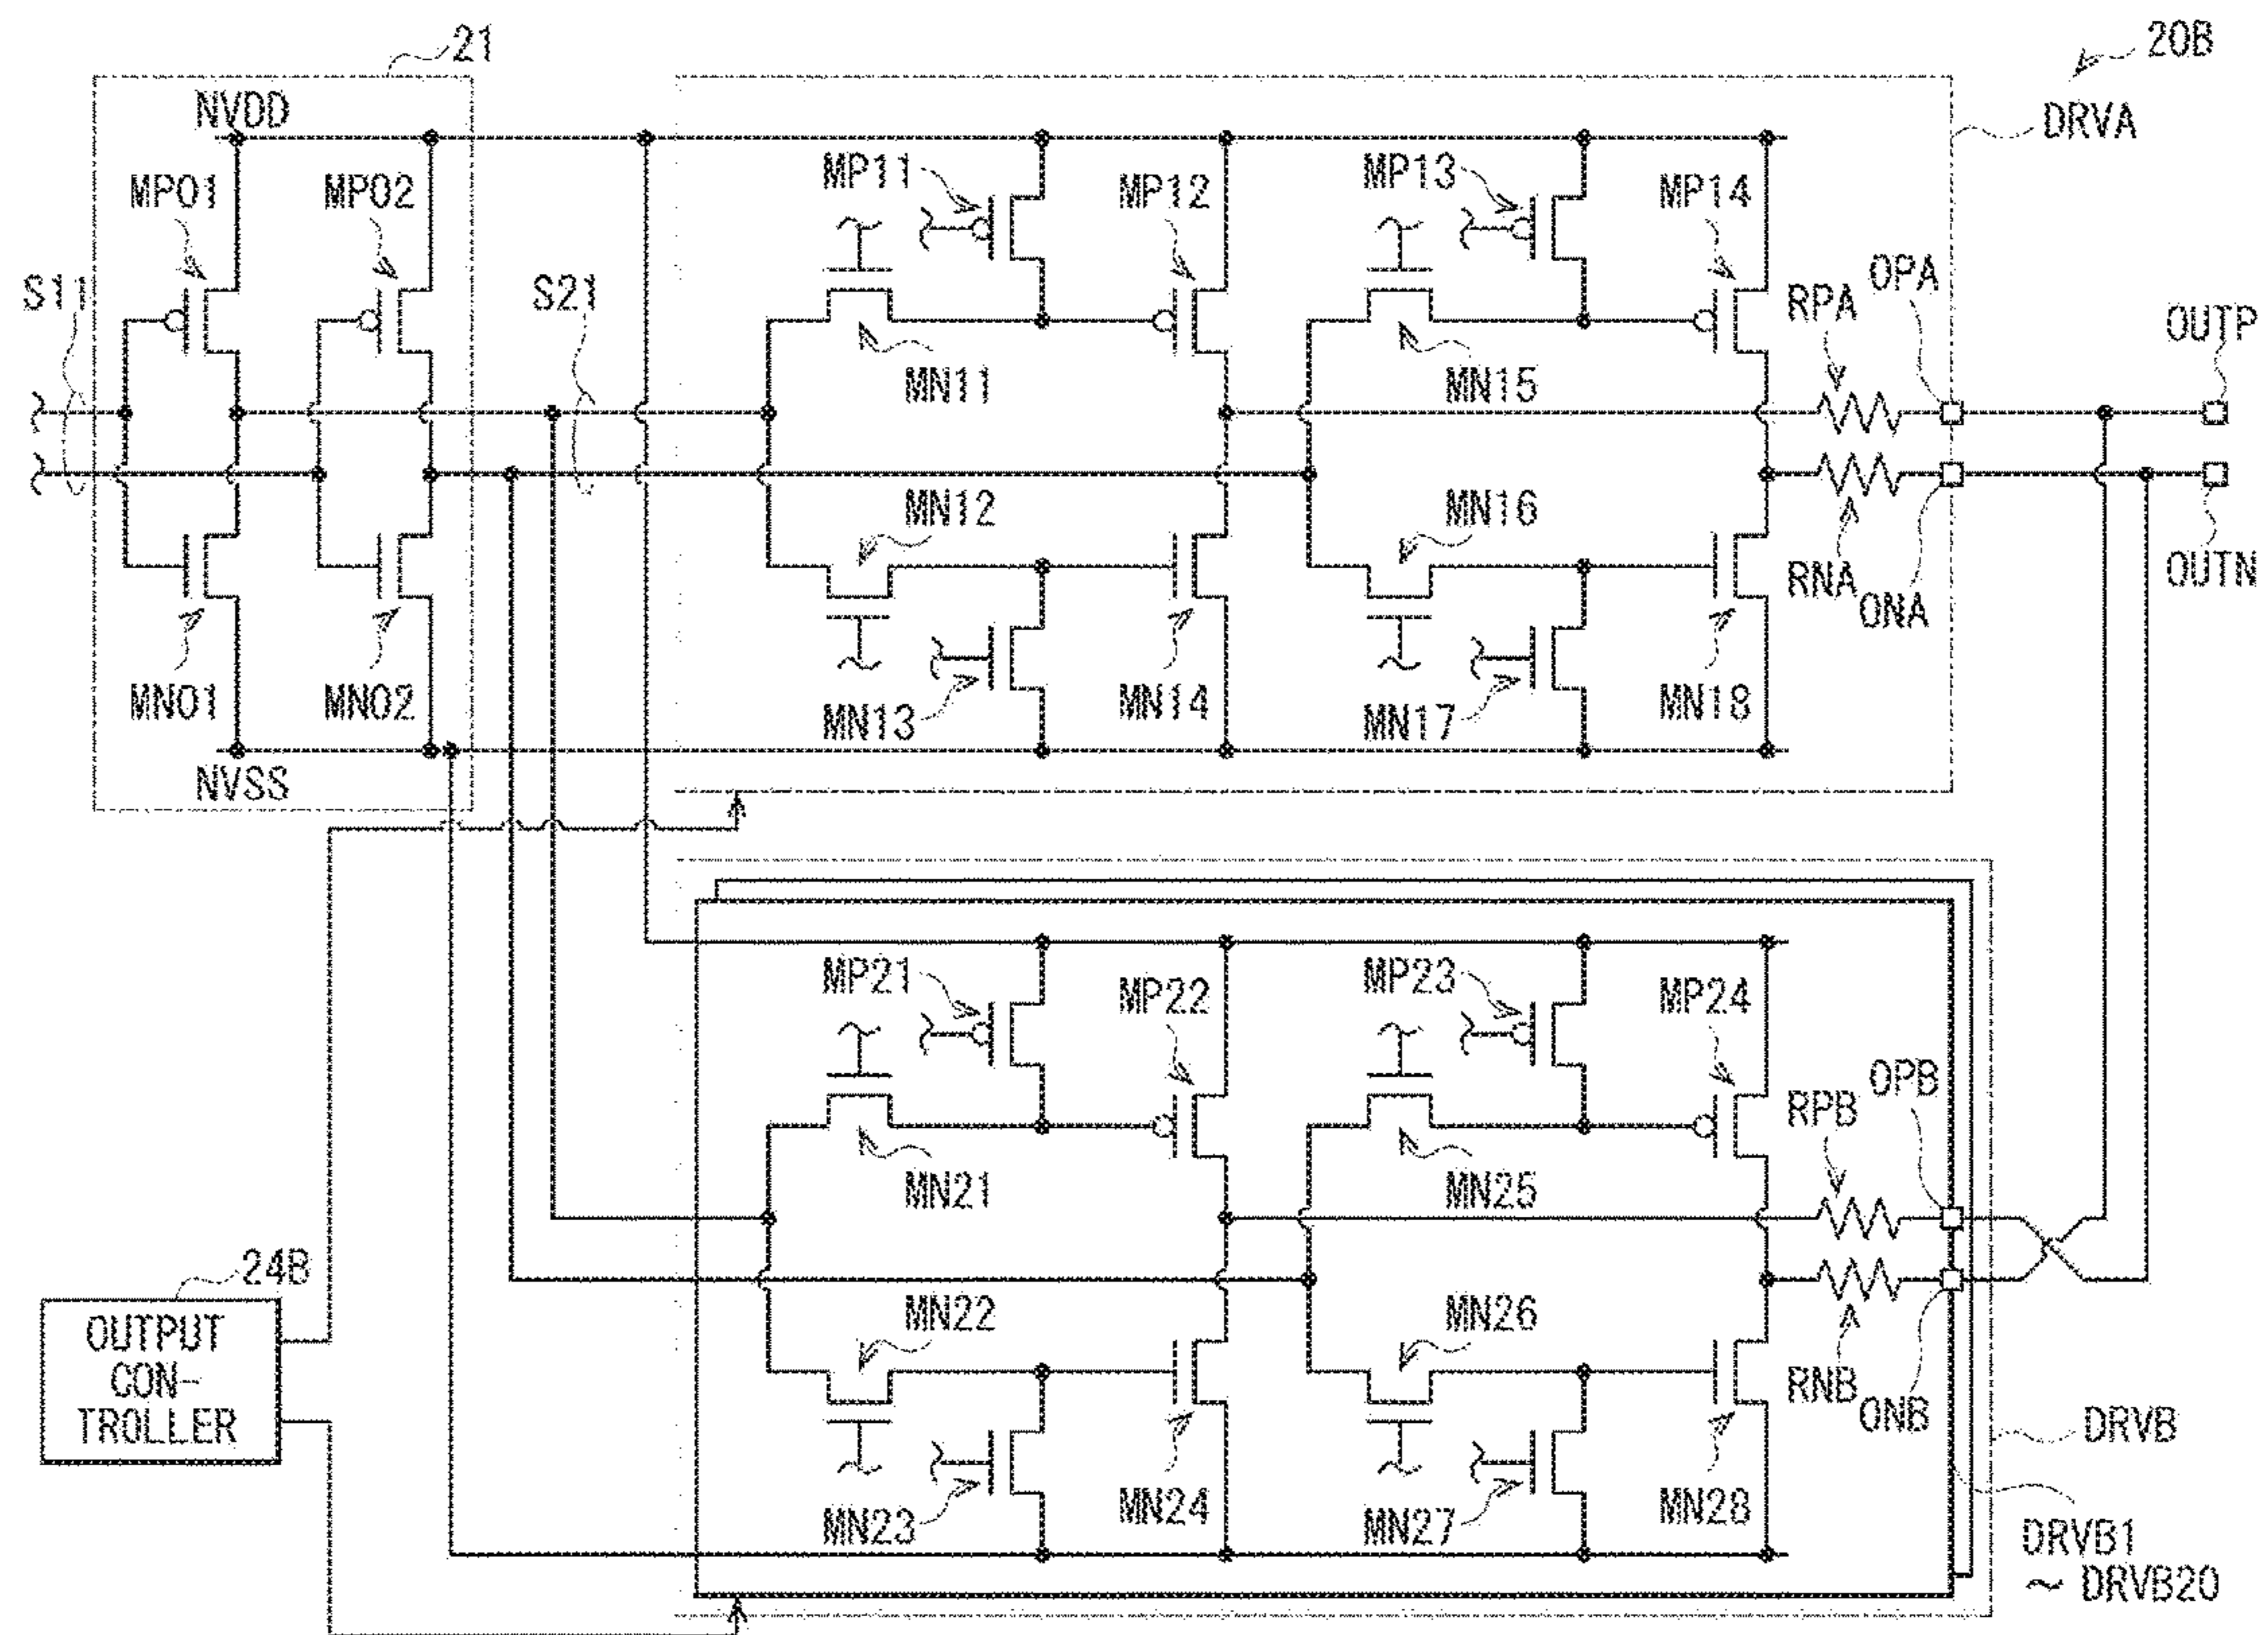 20B
21
DRVA
NVDD
MP01
MP02
MP11
MP12
MP13
MP14
S11
S21
RPA
OPA
OUTP
MN11
MN15
MN12
MN16
RNA
ONA
OUTN
MN01
MN02
MN13
MN14
MN17
MN18
NVSS
MP21
MP22
MP23
MP24
RPB
OPB
MN21
MN25
24B
OUTPUT
CON-
TROLLER
MN22
MN26
RNB
ONB
DRVB
MN23
MN24
MN27
MN28
DRVB1
~ DRVB20